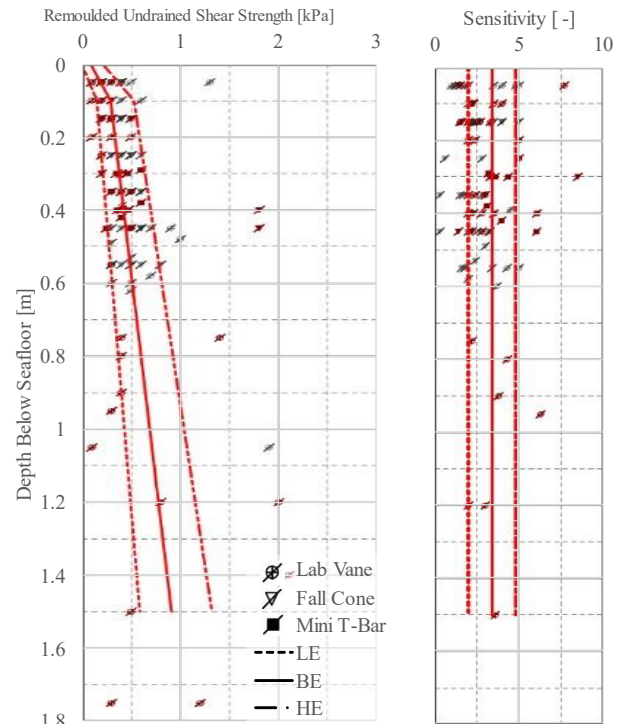 Remoulded Undrained Shear Strength [kPa]
0 1 2 3
Depth Below Seafloor [m]
0
0.2
0.4
0.6
0.8
1
1.2
1.4
1.6
1.8
Lab Vane
Fall Cone
Mini T-Bar
LE
BE
HE
Sensitivity [ - ]
0 5 10